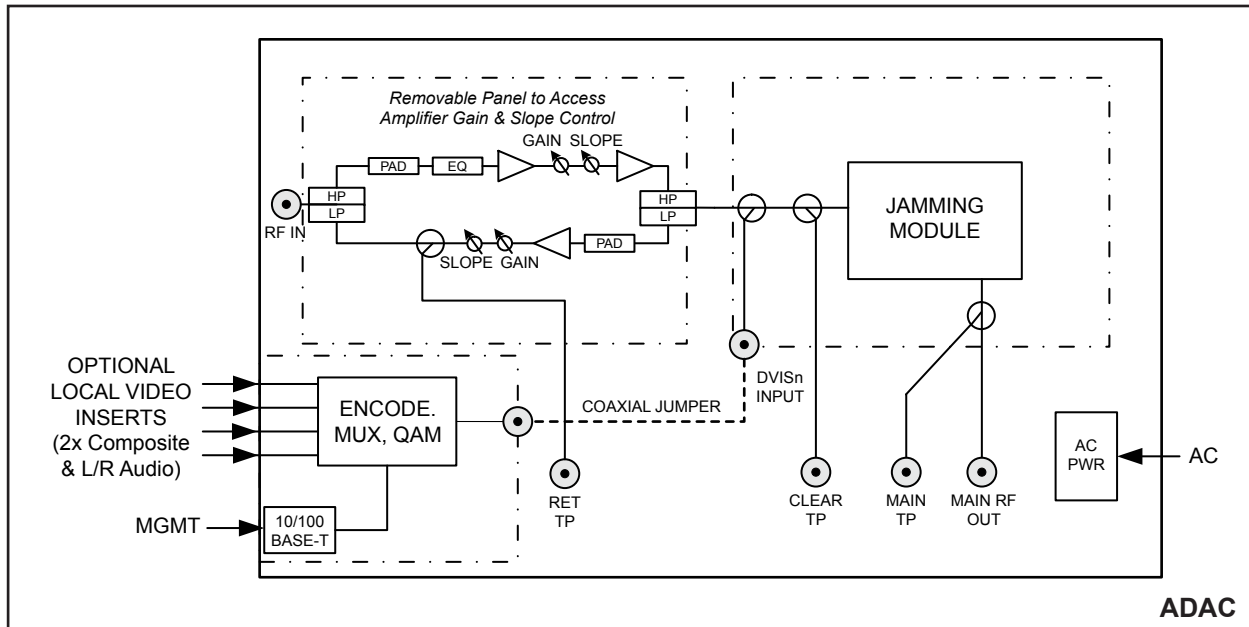 Removable Panel to Access
Amplifier Gain & Slope Control
GAIN SLOPE
PAD
EQ
HP
LP
RF IN
HP
LP
SLOPE GAIN
PAD
JAMMING
MODULE
OPTIONAL
LOCAL VIDEO
INSERTS
(2x Composite
& L/R Audio)
ENCODE.
MUX, QAM
COAXIAL JUMPER
DVISn
INPUT
MGMT
10/100
BASE-T
RET
TP
CLEAR
TP
MAIN
TP
MAIN RF
OUT
AC
PWR
AC
ADAC